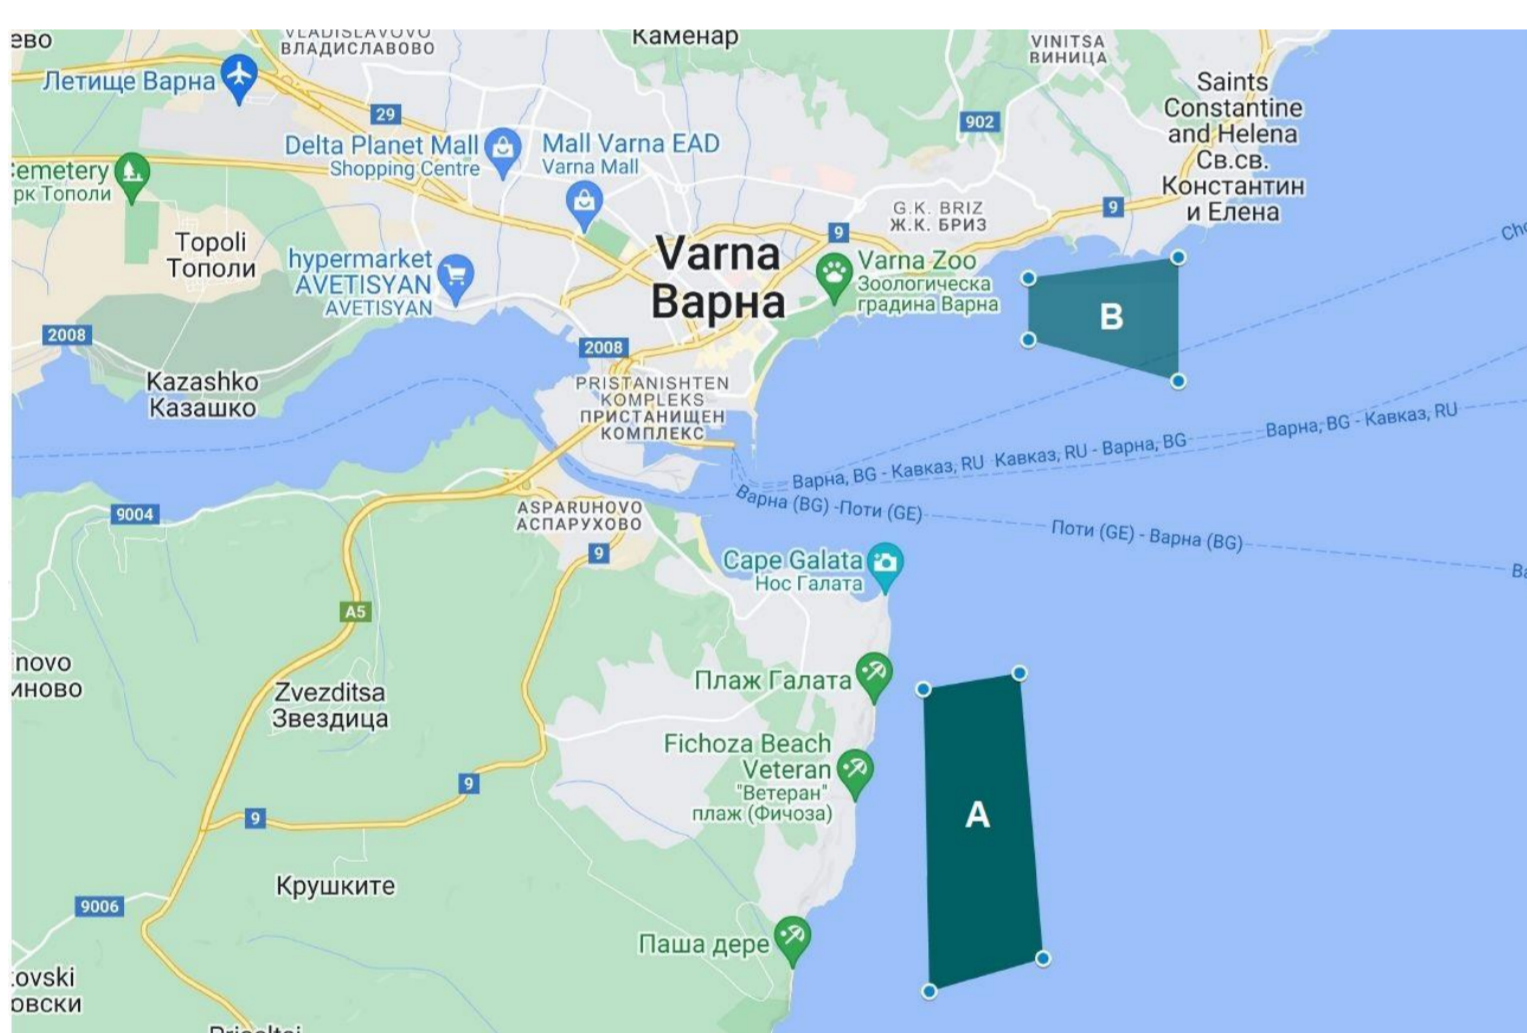 ево
VLADISLAVOVO
ВЛАДИСЛАВОВО
Каменар
VINITSA
ВИНИЦА
Летище Варна
Saints
Constantine
and Helena
Св.св.
Константин
и Елена
29
902
Delta Planet Mall
Shopping Centre
Mall Varna EAD
Varna Mall
emetery
рк Тополи
9
G.K. BRIZ
Ж.К. БРИЗ
9
Topoli
Тополи
Varna
Варна
hypermarket
AVETISYAN
AVETISYAN
Varna Zoo
Зоологическа
градина Варна
B
2008
2008
Kazashko
Казашко
PRISTANISHTEN
KOMPLEKS
ПРИСТАНИЩЕН
КОМПЛЕКС
Варна, BG - Кавказ, RU
Варна, BG - Кавказ, RU
Кавказ, RU - Варна, BG
Варна (BG) -Поти (GE)
Поти (GE) - Варна (BG)
9004
ASPARUHOVO
АСПАРУХОВО
9
Cape Galata
Нос Галата
A5
novo
иново
Zvezditsa
Звездица
Плаж Галата
Fichoza Beach
Veteran
"Ветеран"
плаж (Фичоза)
9
9
A
Крушките
9006
Паша дере
ovski
овски